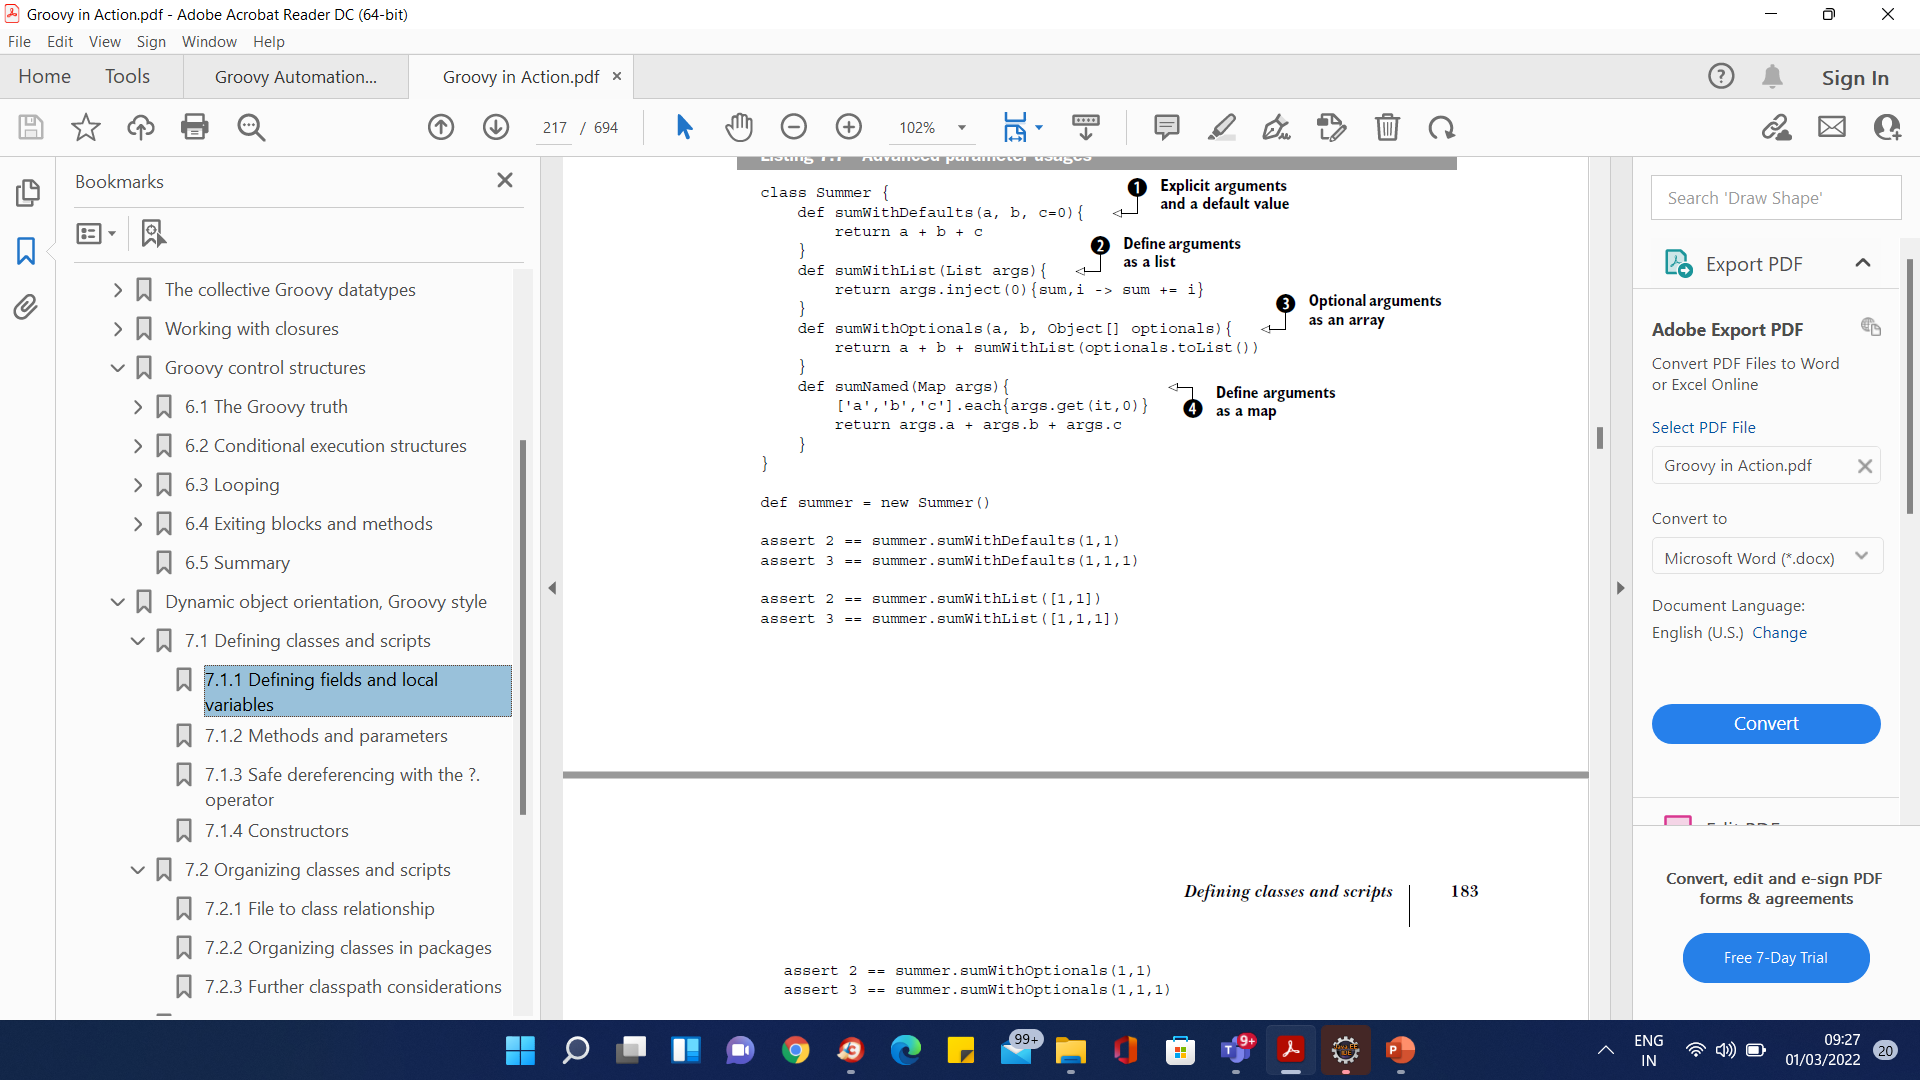 Groovy in Action.pdf - Adobe Acrobat Reader DC (64-bit)
File Edit View Sign Window Help
Home Tools Groovy Automation... Groovy in Action.pdf × Sign In
217 / 694 102%
Bookmarks
The collective Groovy datatypes
Working with closures
Groovy control structures
6.1 The Groovy truth
6.2 Conditional execution structures
6.3 Looping
6.4 Exiting blocks and methods
6.5 Summary
Dynamic object orientation, Groovy style
7.1 Defining classes and scripts
7.1.1 Defining fields and local
variables
7.1.2 Methods and parameters
7.1.3 Safe dereferencing with the ?.
operator
7.1.4 Constructors
7.2 Organizing classes and scripts
7.2.1 File to class relationship
7.2.2 Organizing classes in packages
7.2.3 Further classpath considerations
Advanced parameter usages
class Summer {
def sumWithDefaults(a, b, c=0){
return a + b + c
}
def sumWithList(List args){
return args.inject(0){sum,i -> sum += i}
}
def sumWithOptionals(a, b, Object[] optionals){
return a + b + sumWithList(optionals.toList())
}
def sumNamed(Map args){
['a','b','c'].each{args.get(it,0)}
return args.a + args.b + args.c
}
}
1 Explicit arguments
and a default value
2 Define arguments
as a list
3 Optional arguments
as an array
4 Define arguments
as a map
def summer = new Summer()
assert 2 == summer.sumWithDefaults(1,1)
assert 3 == summer.sumWithDefaults(1,1,1)
assert 2 == summer.sumWithList([1,1])
assert 3 == summer.sumWithList([1,1,1])
Defining classes and scripts 183
assert 2 == summer.sumWithOptionals(1,1)
assert 3 == summer.sumWithOptionals(1,1,1)
Search 'Draw Shape'
Export PDF
Adobe Export PDF
Convert PDF Files to Word
or Excel Online
Select PDF File
Groovy in Action.pdf
Convert to
Microsoft Word (*.docx)
Document Language:
English (U.S.) Change
Convert
Convert, edit and e-sign PDF
forms & agreements
Free 7-Day Trial
99+
9+
ENG
IN
09:27
01/03/2022
20